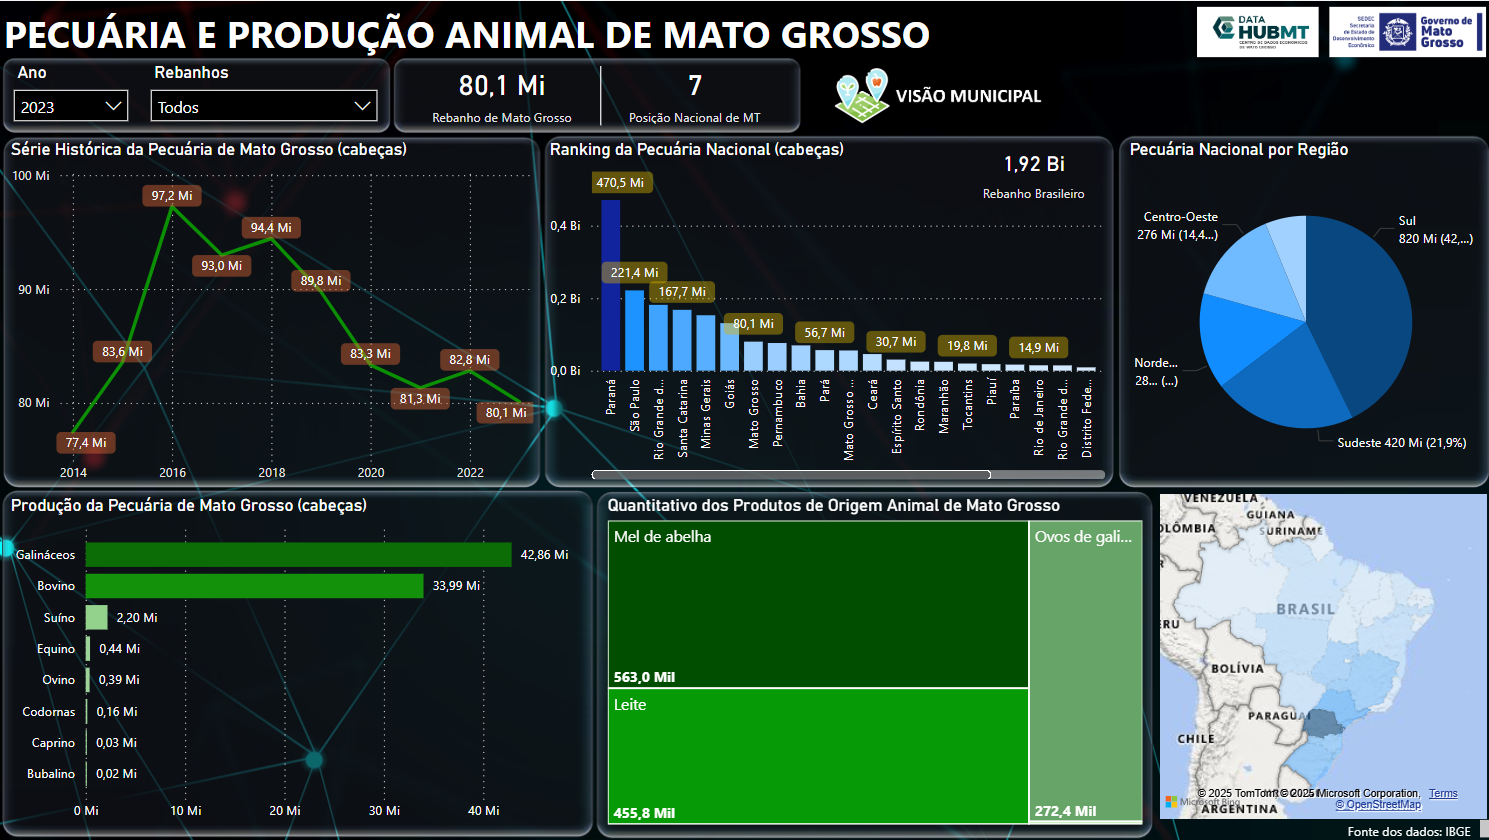 PECUÁRIA E PRODUÇÃO ANIMAL DE MATO GROSSO
DATA
HUBMT
CENTRO DE DADOS ECONÔMICOS
DE MATO GROSSO
SEDEC
Secretaria
de Estado de
Desenvolvimento
Econômico
Governo de
Mato
Grosso
Ano
2023
Rebanhos
Todos
80,1 Mi
Rebanho de Mato Grosso
7
Posição Nacional de MT
VISÃO MUNICIPAL
Série Histórica da Pecuária de Mato Grosso (cabeças)
100 Mi
90 Mi
80 Mi
77,4 Mi
83,6 Mi
97,2 Mi
93,0 Mi
94,4 Mi
89,8 Mi
83,3 Mi
81,3 Mi
82,8 Mi
80,1 Mi
2014
2016
2018
2020
2022
Ranking da Pecuária Nacional (cabeças)
1,92 Bi
Rebanho Brasileiro
0,4 Bi
0,2 Bi
0,0 Bi
470,5 Mi
221,4 Mi
167,7 Mi
80,1 Mi
56,7 Mi
30,7 Mi
19,8 Mi
14,9 Mi
Paraná
São Paulo
Rio Grande d...
Santa Catarina
Minas Gerais
Goiás
Mato Grosso
Pernambuco
Bahia
Pará
Mato Grosso ...
Ceará
Espírito Santo
Rondônia
Maranhão
Tocantins
Piauí
Paraíba
Rio de Janeiro
Rio Grande d...
Distrito Fede...
Pecuária Nacional por Região
Centro-Oeste
276 Mi (14,4...)
Sul
820 Mi (42,...)
Norde...
28... (...)
Sudeste 420 Mi (21,9%)
Produção da Pecuária de Mato Grosso (cabeças)
Galináceos
42,86 Mi
Bovino
33,99 Mi
Suíno
2,20 Mi
Equino
0,44 Mi
Ovino
0,39 Mi
Codornas
0,16 Mi
Caprino
0,03 Mi
Bubalino
0,02 Mi
0 Mi
10 Mi
20 Mi
30 Mi
40 Mi
Quantitativo dos Produtos de Origem Animal de Mato Grosso
Mel de abelha
563,0 Mil
Leite
455,8 Mil
Ovos de gali...
272,4 Mil
VENEZUELA
GUIANA
SURINAME
OLÔMBIA
BRASIL
RU
BOLÍVIA
PARAGUAI
CHILE
ARGENTINA
© 2025 TomTom, © 2025 Microsoft Corporation, Terms
© OpenStreetMap
Microsoft Bing
Fonte dos dados: IBGE